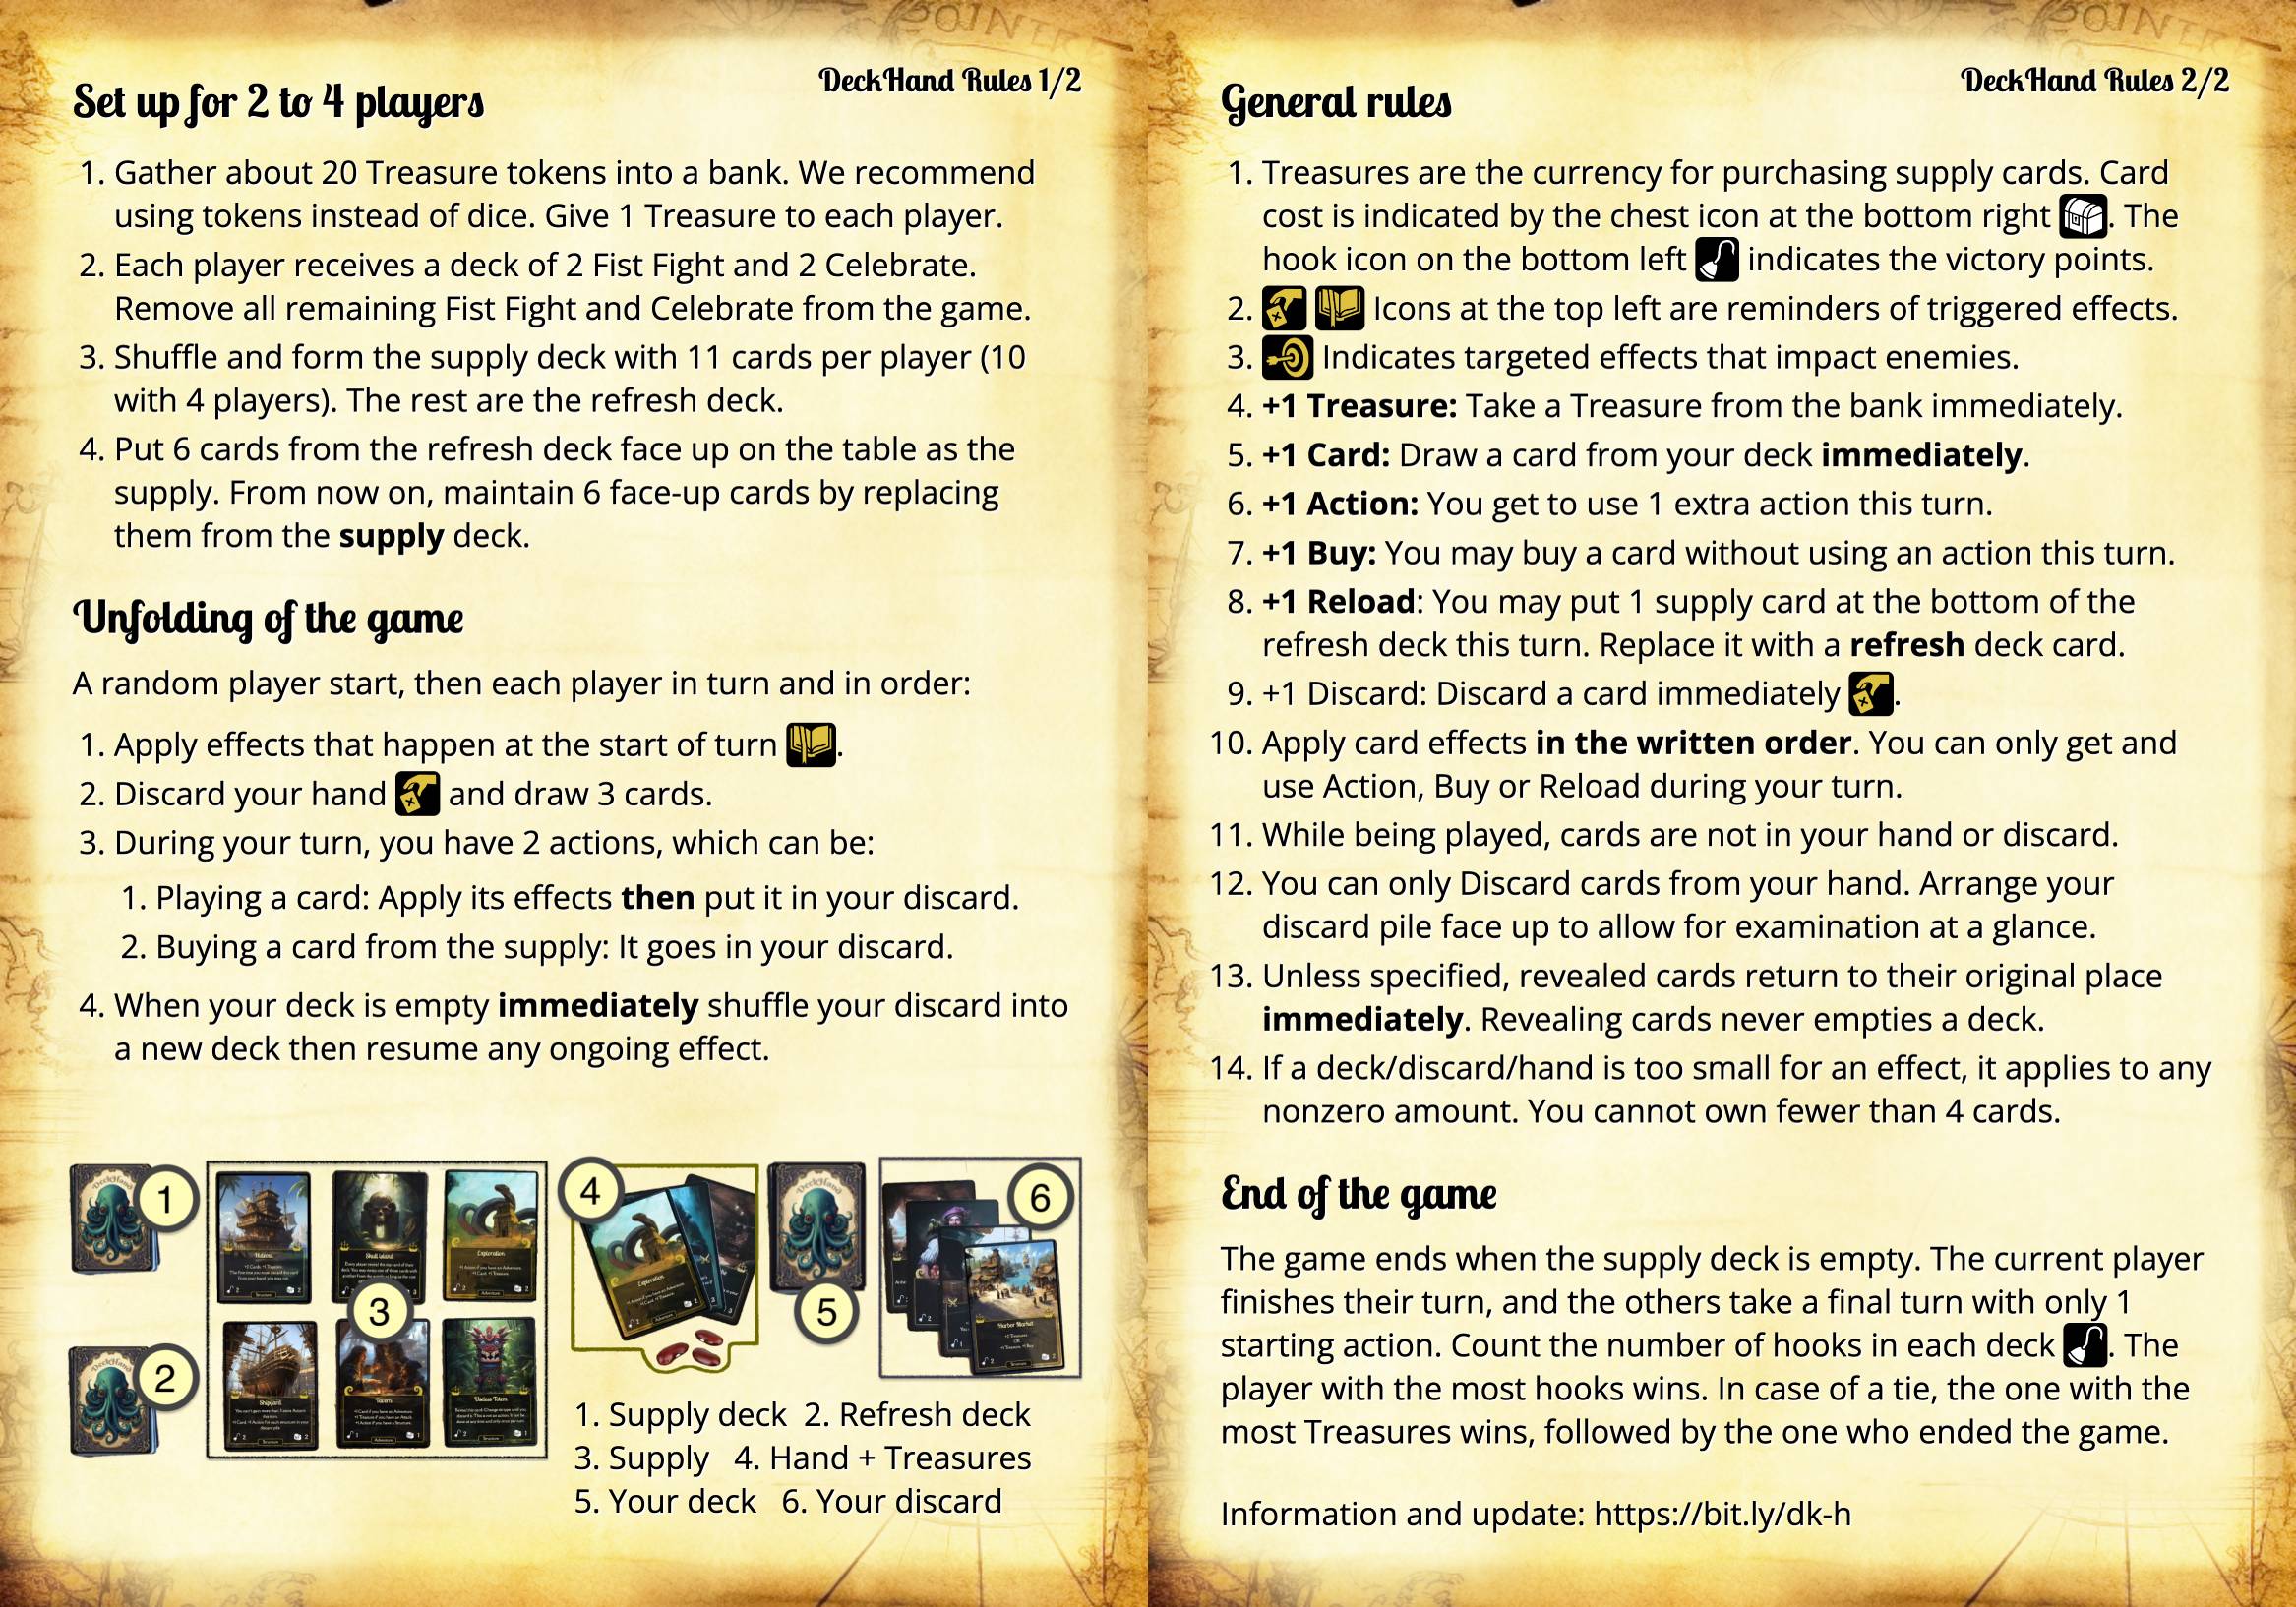 DeckHand Rules 1/2
Set up for 2 to 4 players
1. Gather about 20 Treasure tokens into a bank. We recommend
using tokens instead of dice. Give 1 Treasure to each player.
2. Each player receives a deck of 2 Fist Fight and 2 Celebrate.
Remove all remaining Fist Fight and Celebrate from the game.
3. Shuffle and form the supply deck with 11 cards per player (10
with 4 players). The rest are the refresh deck.
4. Put 6 cards from the refresh deck face up on the table as the
supply. From now on, maintain 6 face-up cards by replacing
them from the supply deck.
Unfolding of the game
A random player start, then each player in turn and in order:
1. Apply effects that happen at the start of turn .
2. Discard your hand and draw 3 cards.
3. During your turn, you have 2 actions, which can be:
1. Playing a card: Apply its effects then put it in your discard.
2. Buying a card from the supply: It goes in your discard.
4. When your deck is empty immediately shuffle your discard into
a new deck then resume any ongoing effect.
1
2
3
4
5
6
DeckHand
DeckHand
DeckHand
Skull Island
Exploration
Shipyard
Tavern
Useless Totem
Structure
Adventure
Structure
Exploration
Harbor Market
Structure
1. Supply deck 2. Refresh deck
3. Supply 4. Hand + Treasures
5. Your deck 6. Your discard
DeckHand Rules 2/2
General rules
1. Treasures are the currency for purchasing supply cards. Card
cost is indicated by the chest icon at the bottom right . The
hook icon on the bottom left indicates the victory points.
2. Icons at the top left are reminders of triggered effects.
3. Indicates targeted effects that impact enemies.
4. +1 Treasure: Take a Treasure from the bank immediately.
5. +1 Card: Draw a card from your deck immediately.
6. +1 Action: You get to use 1 extra action this turn.
7. +1 Buy: You may buy a card without using an action this turn.
8. +1 Reload: You may put 1 supply card at the bottom of the
refresh deck this turn. Replace it with a refresh deck card.
9. +1 Discard: Discard a card immediately .
10. Apply card effects in the written order. You can only get and
use Action, Buy or Reload during your turn.
11. While being played, cards are not in your hand or discard.
12. You can only Discard cards from your hand. Arrange your
discard pile face up to allow for examination at a glance.
13. Unless specified, revealed cards return to their original place
immediately. Revealing cards never empties a deck.
14. If a deck/discard/hand is too small for an effect, it applies to any
nonzero amount. You cannot own fewer than 4 cards.
End of the game
The game ends when the supply deck is empty. The current player
finishes their turn, and the others take a final turn with only 1
starting action. Count the number of hooks in each deck . The
player with the most hooks wins. In case of a tie, the one with the
most Treasures wins, followed by the one who ended the game.
Information and update: https://bit.ly/dk-h